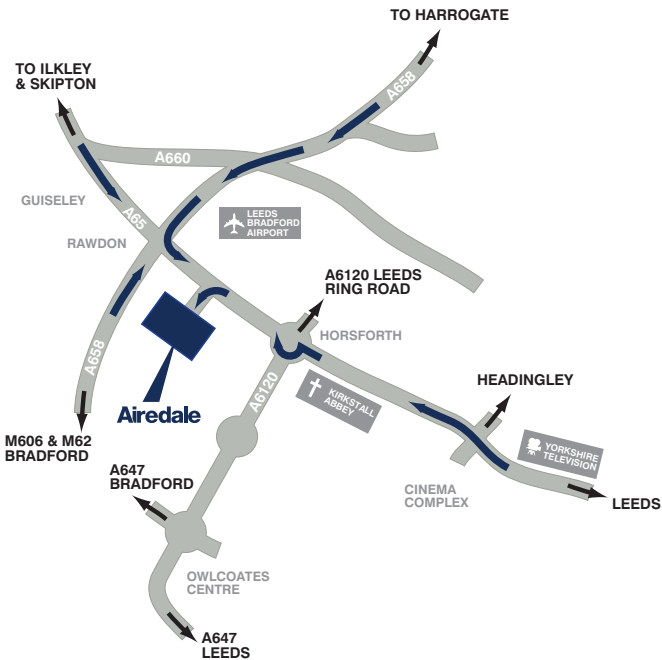 TO HARROGATE
TO ILKLEY
& SKIPTON
A658
A660
GUISELEY
A65
LEEDS
BRADFORD
AIRPORT
RAWDON
A6120 LEEDS
RING ROAD
HORSFORTH
A658
HEADINGLEY
A6120
KIRKSTALL
ABBEY
Airedale
M606 & M62
BRADFORD
YORKSHIRE
TELEVISION
A647
BRADFORD
CINEMA
COMPLEX
LEEDS
OWLCOATES
CENTRE
A647
LEEDS